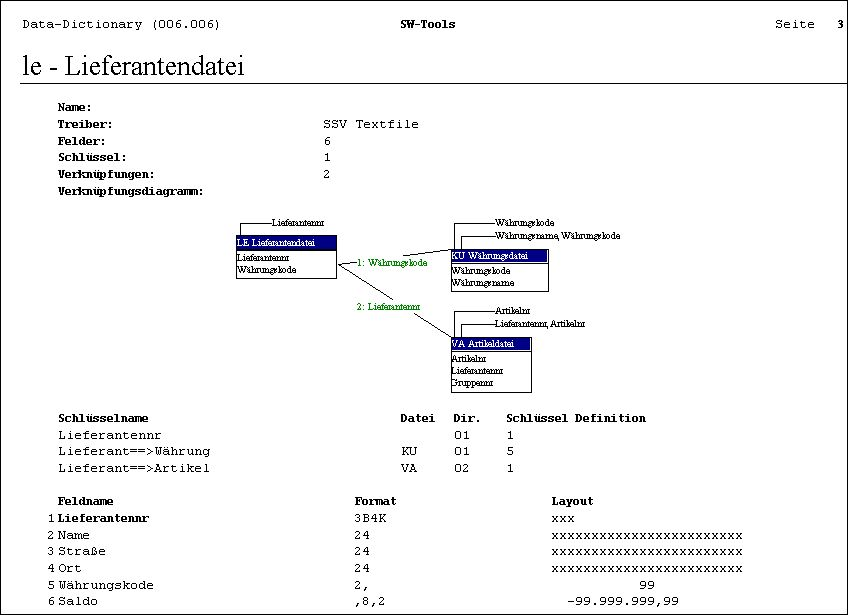 Data-Dictionary (006.006) SW-Tools Seite 3
le - Lieferantendatei
Name:
Treiber: SSV Textfile
Felder: 6
Schlüssel: 1
Verknüpfungen: 2
Verknüpfungsdiagramm:
Lieferantennr
LE Lieferantendatei
Lieferantennr
Währungskode
1: Währungskode
2: Lieferantennr
Währungskode
Währungsname, Währungskode
KU Währungsdatei
Währungskode
Währungsname
Artikelnr
Lieferantennr, Artikelnr
VA Artikeldatei
Artikelnr
Lieferantennr
Gruppennr
Schlüsselname Datei Dir. Schlüssel Definition
Lieferantennr 01 1
Lieferant==>Währung KU 01 5
Lieferant==>Artikel VA 02 1
Feldname Format Layout
1 Lieferantennr 3B4K xxx
2 Name 24 xxxxxxxxxxxxxxxxxxxxxxxx
3 Straße 24 xxxxxxxxxxxxxxxxxxxxxxxx
4 Ort 24 xxxxxxxxxxxxxxxxxxxxxxxx
5 Währungskode 2, 99
6 Saldo ,8,2 -99.999.999,99